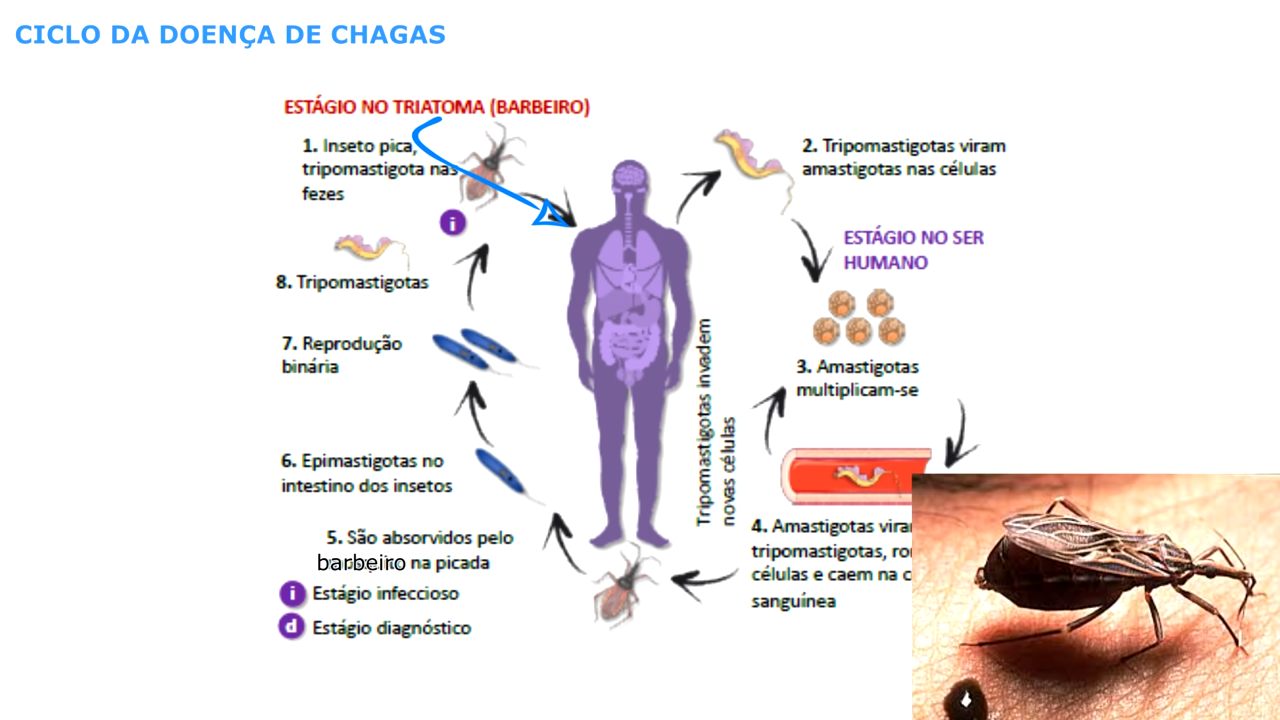 CICLO DA DOENÇA DE CHAGAS
ESTÁGIO NO TRIATOMA (BARBEIRO)
1. Inseto pica,
tripomastigota nas
fezes
i
8. Tripomastigotas
7. Reprodução
binária
6. Epimastigotas no
intestino dos insetos
5. São absorvidos pelo
barbeiro na picada
i Estágio infeccioso
d Estágio diagnóstico
2. Tripomastigotas viram
amastigotas nas células
ESTÁGIO NO SER
HUMANO
3. Amastigotas
multiplicam-se
Tripomastigotas invadem
novas células
4. Amastigotas
tripomastigotas,
células e caem na
sanguínea